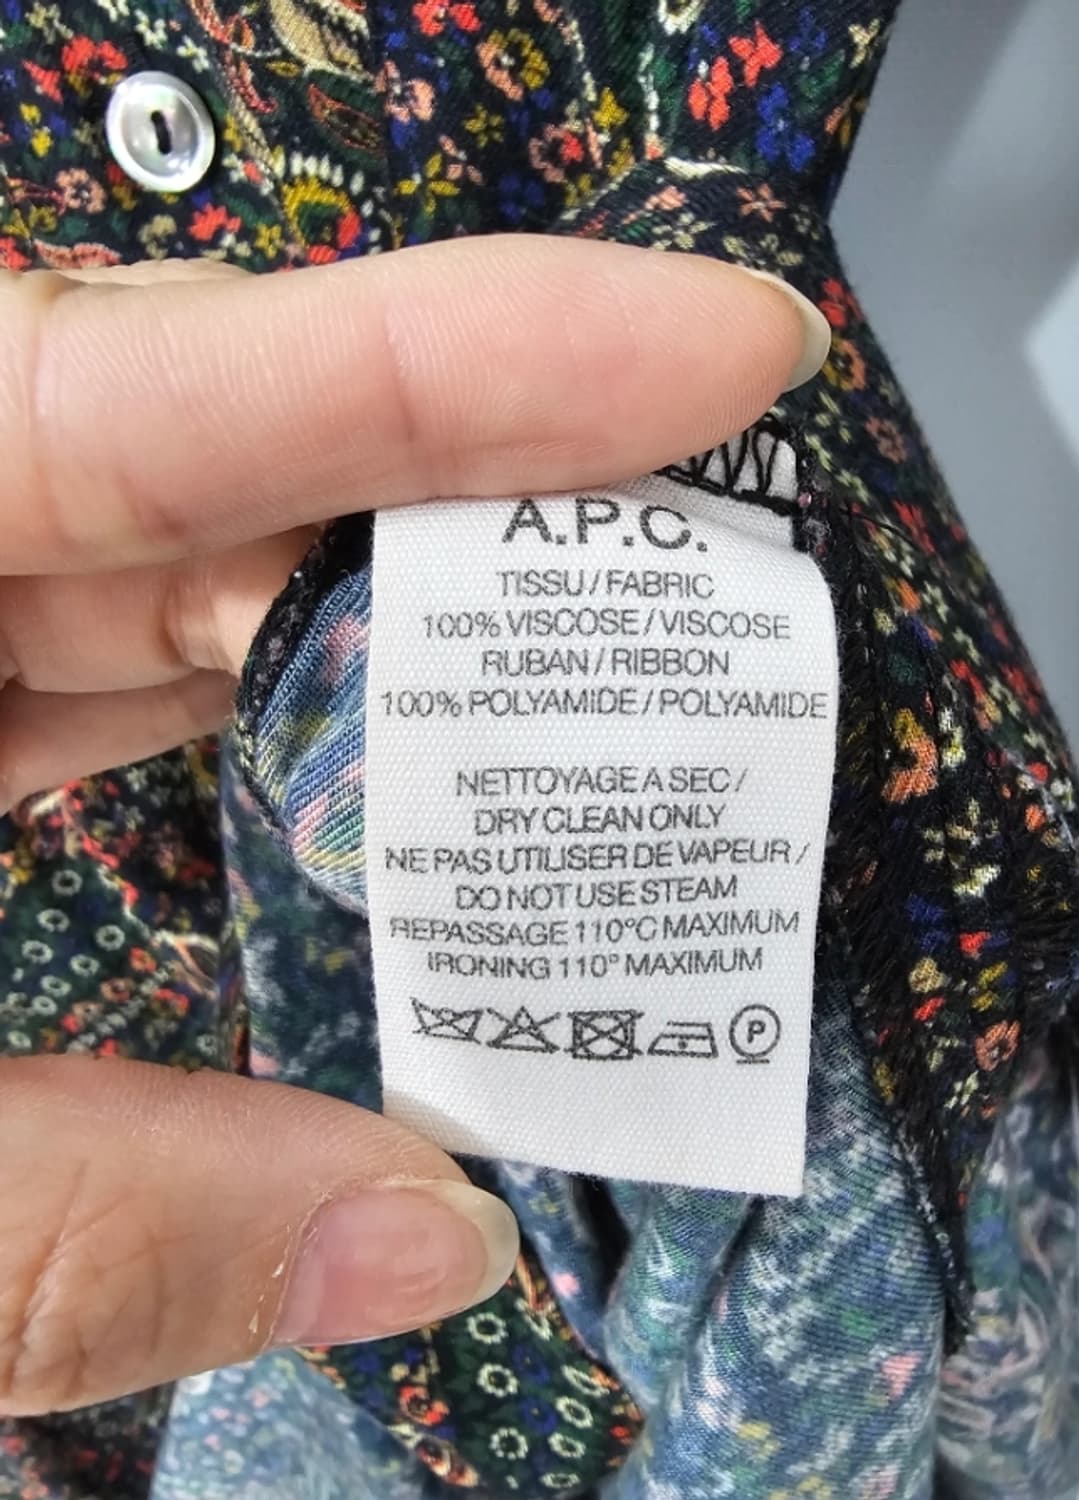 A.P.C.
TISSU / FABRIC
100% VISCOSE / VISCOSE
RUBAN / RIBBON
100% POLYAMIDE / POLYAMIDE
NETTOYAGE A SEC /
DRY CLEAN ONLY
NE PAS UTILISER DE VAPEUR /
DO NOT USE STEAM
REPASSAGE 110°C MAXIMUM
IRONING 110° MAXIMUM
P